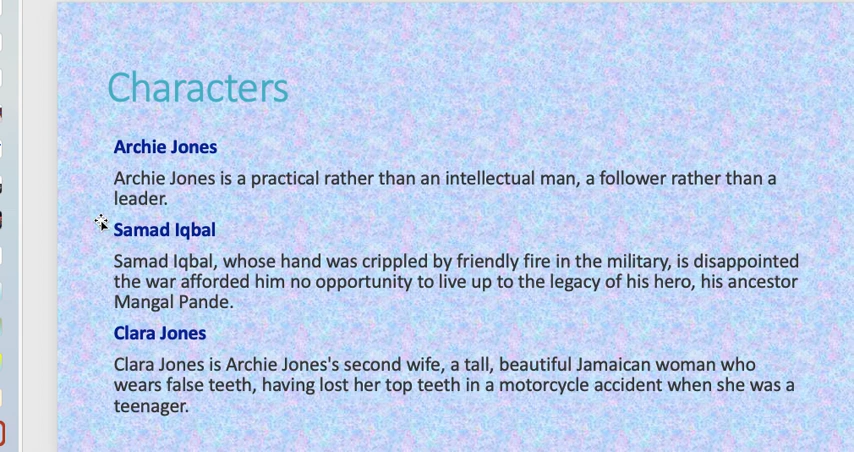 Characters
Archie Jones
Archie Jones is a practical rather than an intellectual man, a follower rather than a
leader.
Samad Iqbal
Samad Iqbal, whose hand was crippled by friendly fire in the military, is disappointed
the war afforded him no opportunity to live up to the legacy of his hero, his ancestor
Mangal Pande.
Clara Jones
Clara Jones is Archie Jones's second wife, a tall, beautiful Jamaican woman who
wears false teeth, having lost her top teeth in a motorcycle accident when she was a
teenager.